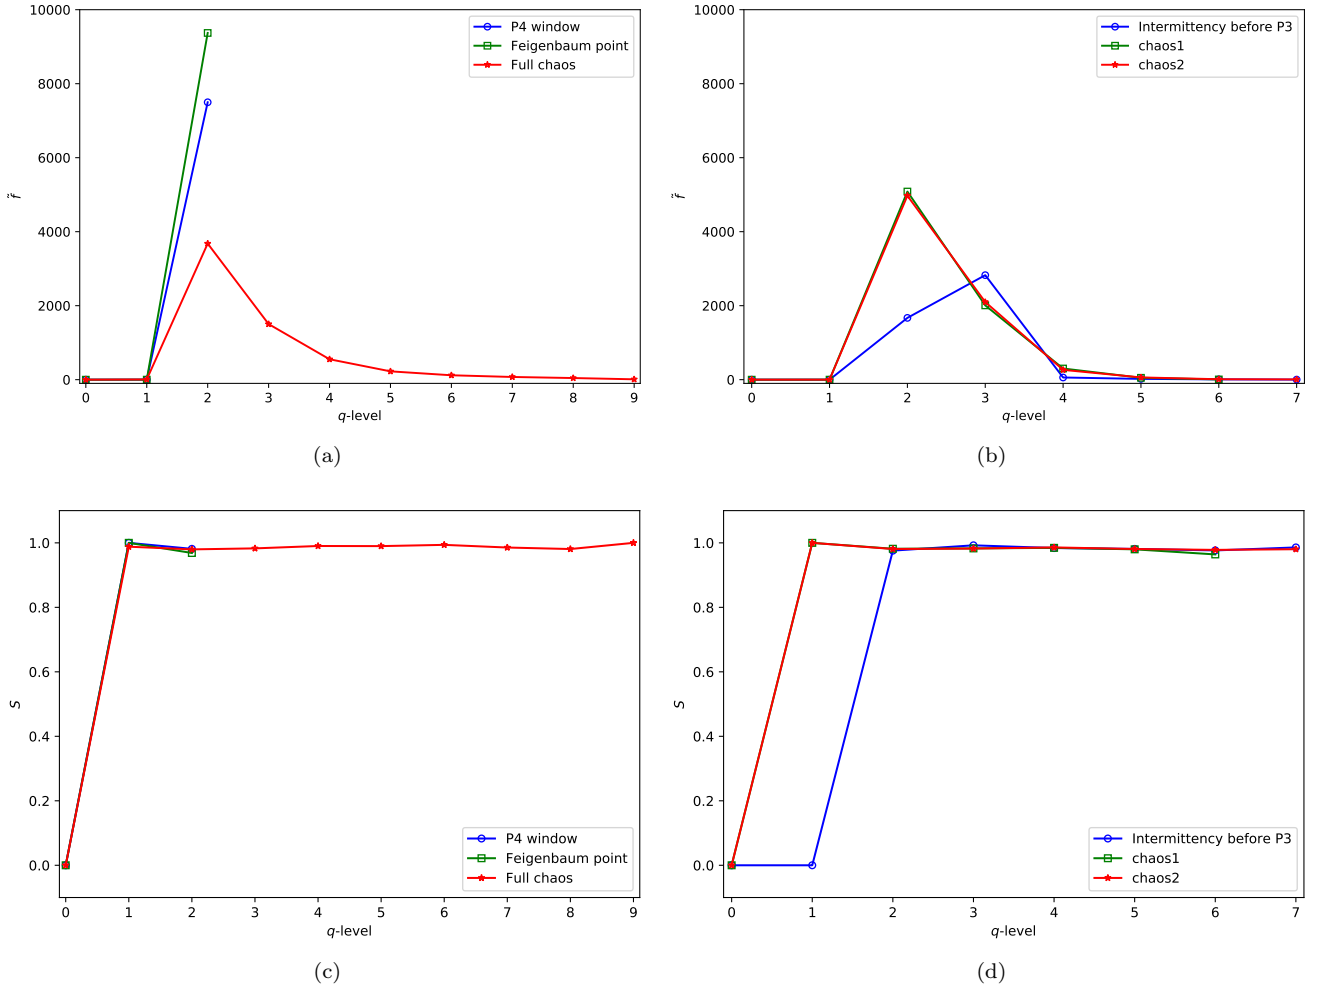 10000
8000
6000
4000
2000
0
f̃
0 1 2 3 4 5 6 7 8 9
q-level
P4 window
Feigenbaum point
Full chaos
(a)
10000
8000
6000
4000
2000
0
f̃
0 1 2 3 4 5 6 7
q-level
Intermittency before P3
chaos1
chaos2
(b)
1.0
0.8
0.6
0.4
0.2
0.0
S
0 1 2 3 4 5 6 7 8 9
q-level
P4 window
Feigenbaum point
Full chaos
(c)
1.0
0.8
0.6
0.4
0.2
0.0
S
0 1 2 3 4 5 6 7
q-level
Intermittency before P3
chaos1
chaos2
(d)